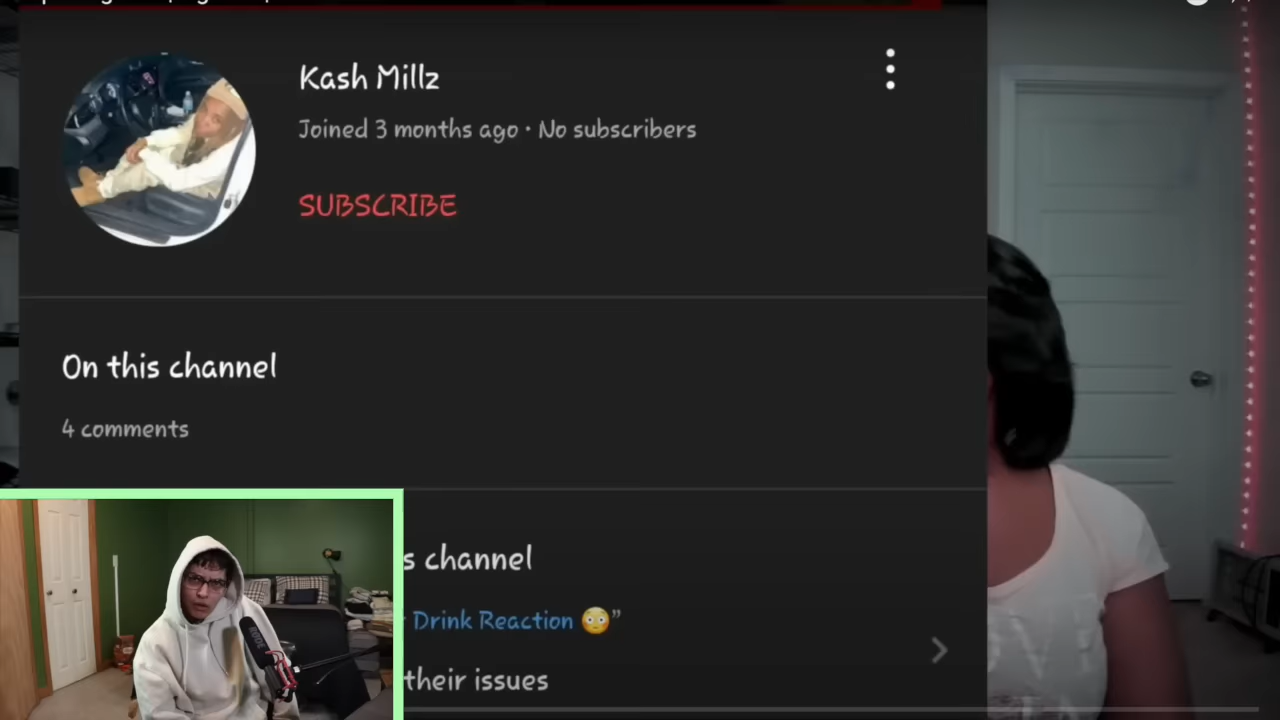 Kash Millz
Joined 3 months ago · No subscribers
SUBSCRIBE
On this channel
4 comments
s channel
Drink Reaction 😳”
their issues
RODE